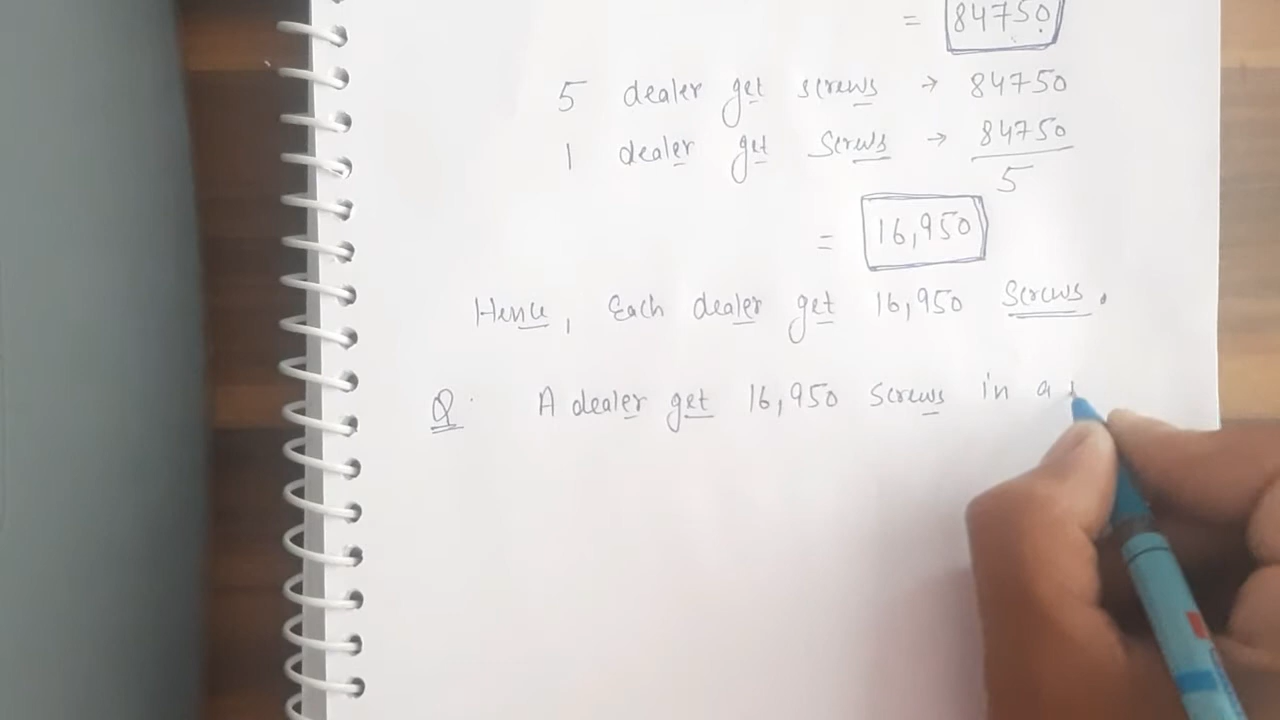 = 84750
5 dealer get screws → 84750
1 dealer get Screws → 84750
5
= 16,950
Hence, Each dealer get 16,950 Screws.
Q. A dealer get 16,950 Screws in a